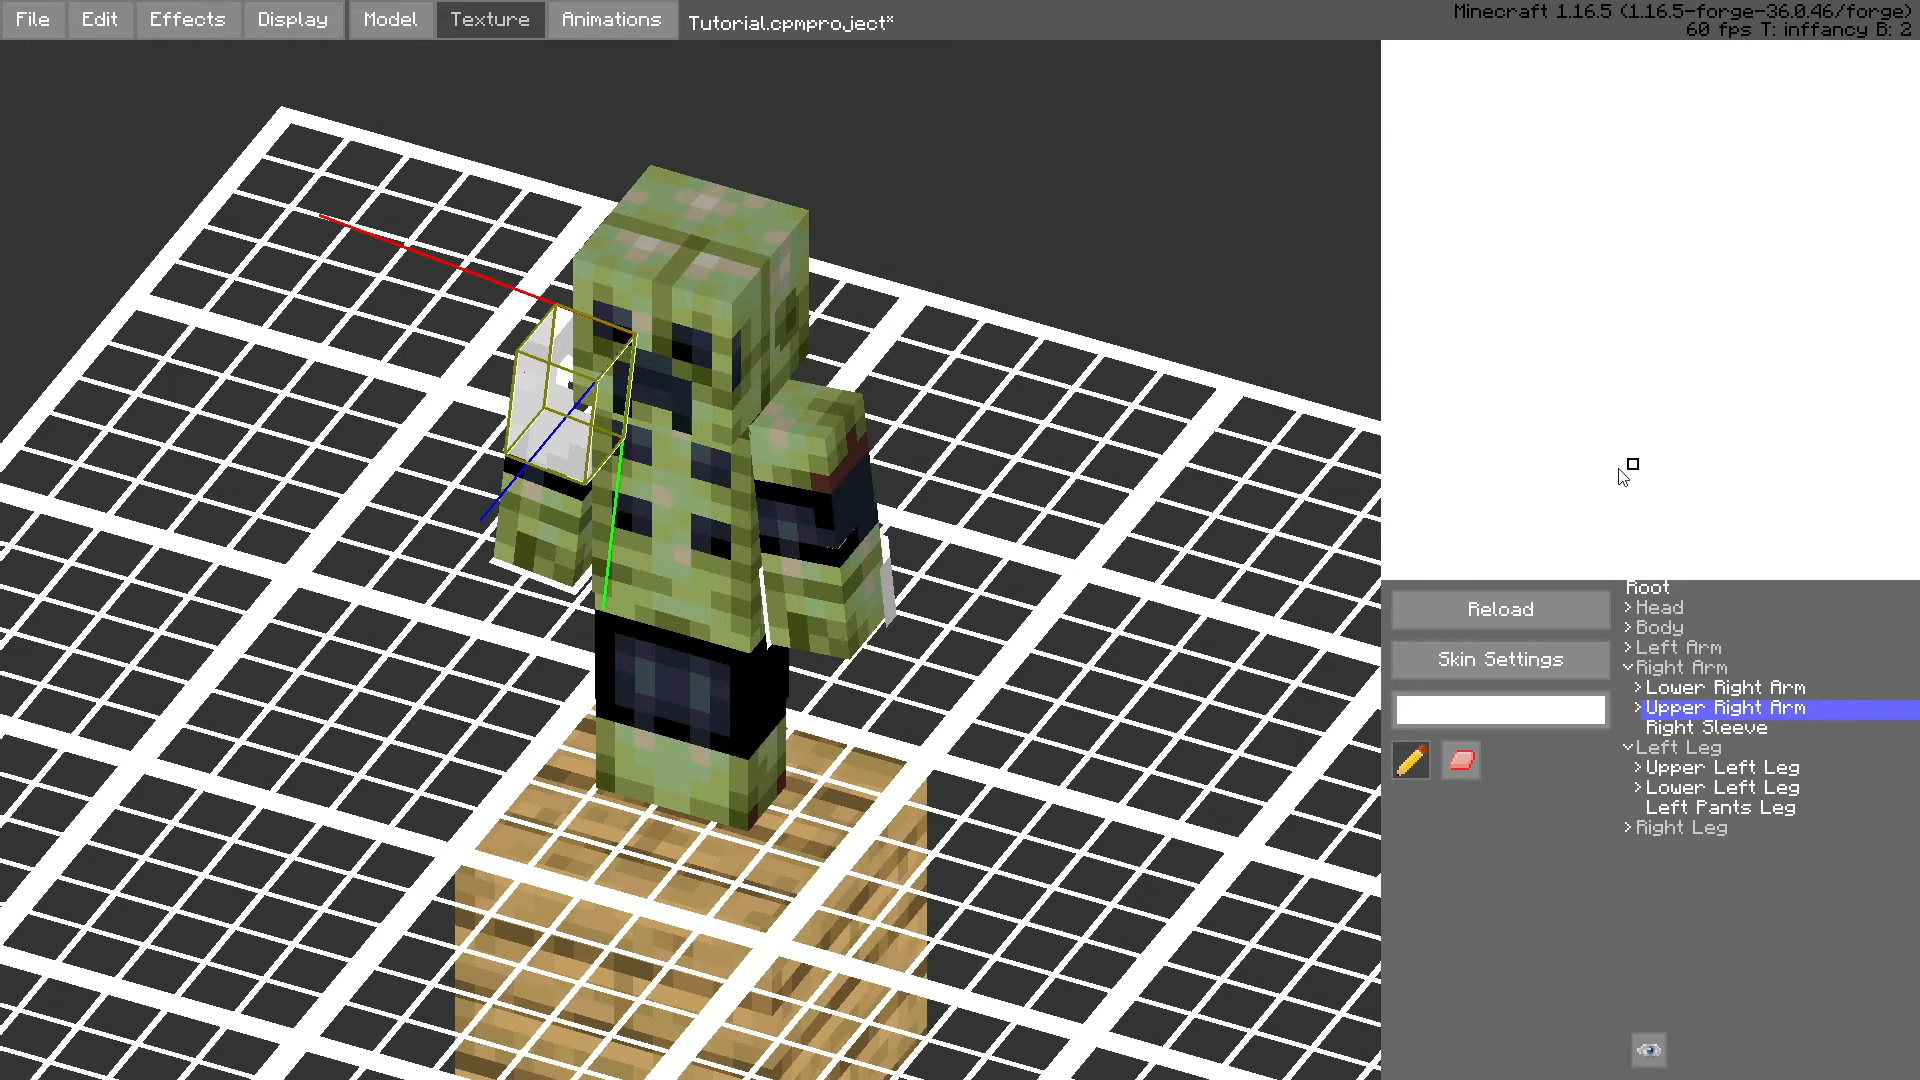 File Edit Effects Display Model Texture Animations Tutorial.cpmproject*
Minecraft 1.16.5 (1.16.5-forge-36.0.46/forge)
60 fps T: inffancy B: 2
Reload
Skin Settings
Root
>Head
>Body
>Left Arm
Right Arm
>Lower Right Arm
>Upper Right Arm
Right Sleeve
Left Leg
>Upper Left Leg
>Lower Left Leg
Left Pants Leg
>Right Leg